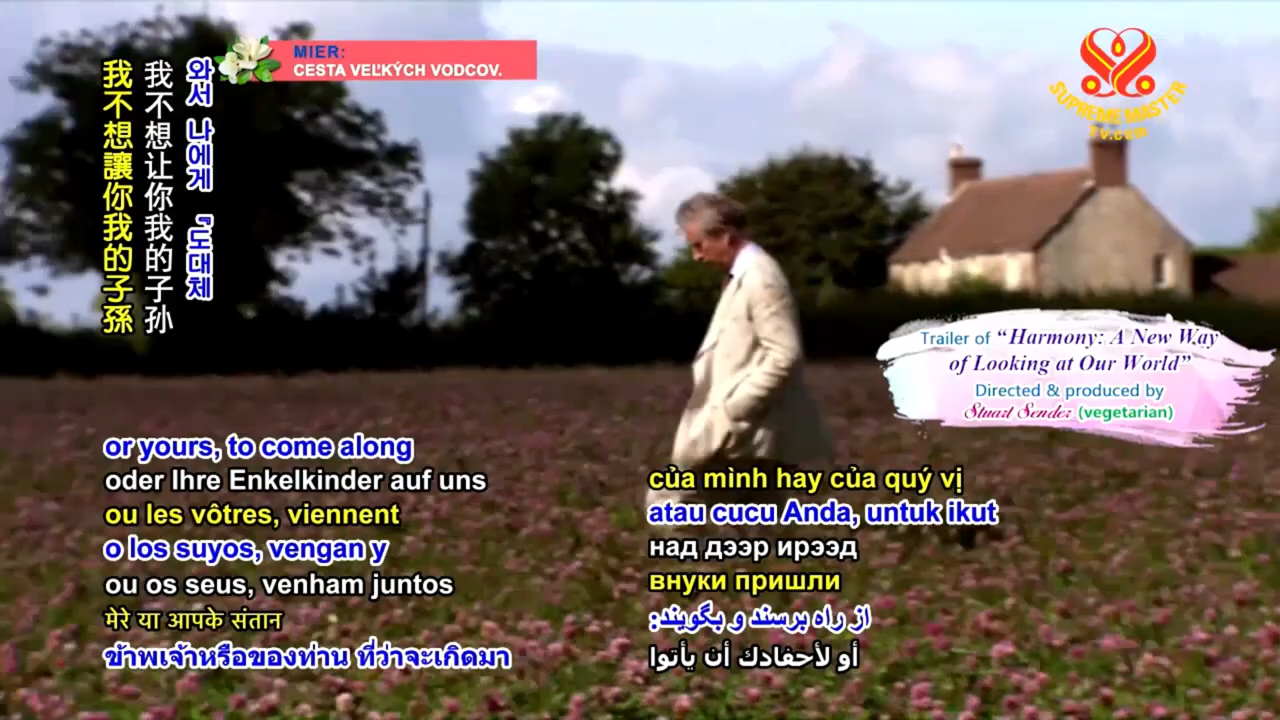 MIER:
CESTA VEĽKÝCH VODCOV.
SUPREME MASTER
TV.com
我不想讓你我的子孫
我不想让你我的子孙
와서 나에게 『도대체
Trailer of “Harmony: A New Way
of Looking at Our World”
Directed & produced by
Stuart Sender (vegetarian)
or yours, to come along
oder Ihre Enkelkinder auf uns
ou les vôtres, viennent
o los suyos, vengan y
ou os seus, venham juntos
मेरे या आपके संतान
ข้าพเจ้าหรือของท่าน ที่ว่าจะเกิดมา
của mình hay của quý vị
atau cucu Anda, untuk ikut
над дээр ирээд
внуки пришли
از راه برسند و بگویند:
أو لأحفادك أن يأتوا